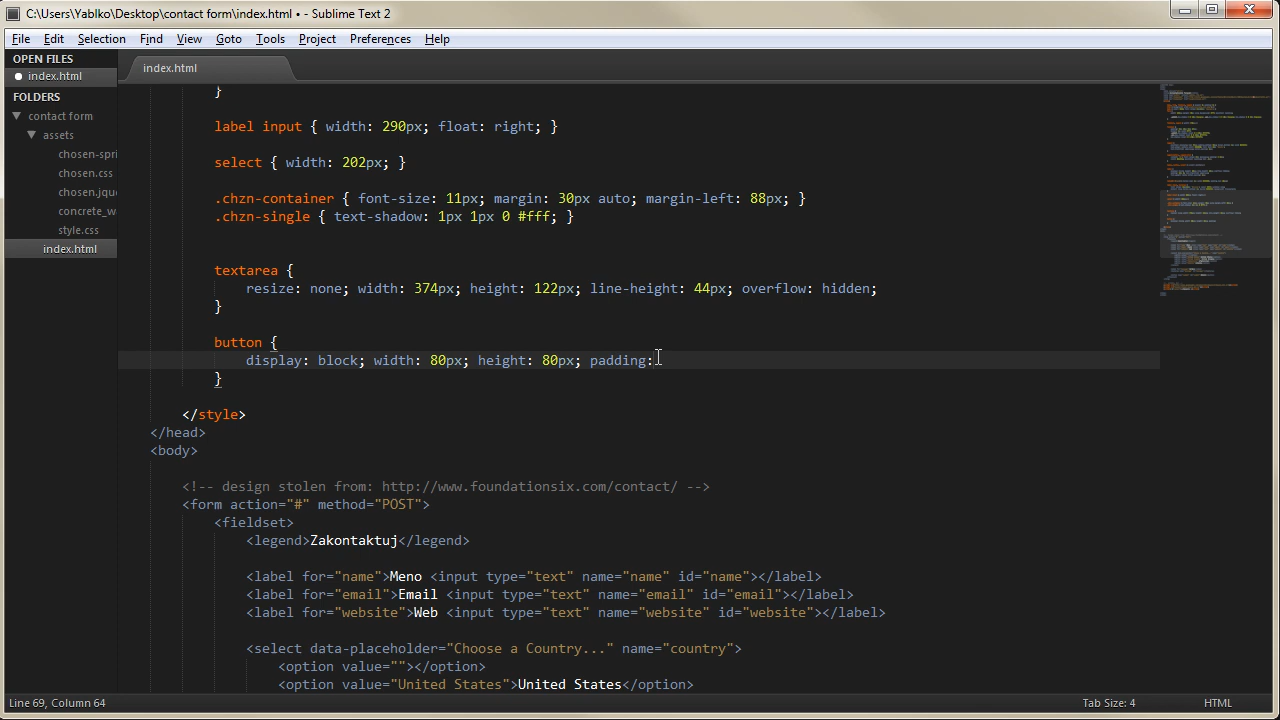 C:\Users\Yablko\Desktop\contact form\index.html • - Sublime Text 2
File Edit Selection Find View Goto Tools Project Preferences Help
OPEN FILES
index.html
FOLDERS
contact form
assets
chosen-spri
chosen.css
chosen.jque
concrete_wa
style.css
index.html
index.html
}
label input { width: 290px; float: right; }
select { width: 202px; }
.chzn-container { font-size: 11px; margin: 30px auto; margin-left: 88px; }
.chzn-single { text-shadow: 1px 1px 0 #fff; }
textarea {
resize: none; width: 374px; height: 122px; line-height: 44px; overflow: hidden;
}
button {
display: block; width: 80px; height: 80px; padding:
}
</style>
</head>
<body>
<!-- design stolen from: http://www.foundationsix.com/contact/ -->
<form action="#" method="POST">
<fieldset>
<legend>Zakontaktuj</legend>
<label for="name">Meno <input type="text" name="name" id="name"></label>
<label for="email">Email <input type="text" name="email" id="email"></label>
<label for="website">Web <input type="text" name="website" id="website"></label>
<select data-placeholder="Choose a Country..." name="country">
<option value=""></option>
<option value="United States">United States</option>
Line 69, Column 64
Tab Size: 4
HTML